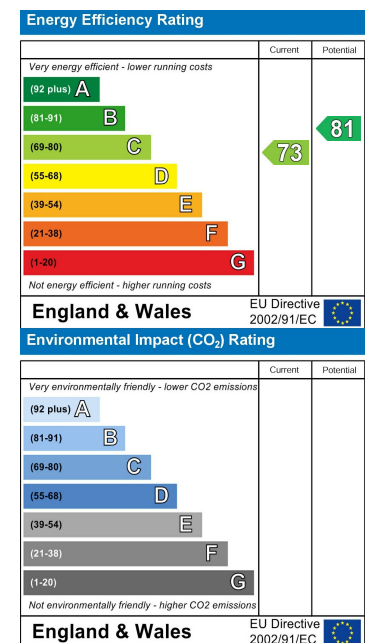 Energy Efficiency Rating
Current Potential
Very energy efficient - lower running costs
(92 plus) A
(81-91) B
81
(69-80) C
73
(55-68) D
(39-54) E
(21-38) F
(1-20) G
Not energy efficient - higher running costs
England & Wales
EU Directive
2002/91/EC
Environmental Impact (CO₂) Rating
Current Potential
Very environmentally friendly - lower CO2 emissions
(92 plus) A
(81-91) B
(69-80) C
(55-68) D
(39-54) E
(21-38) F
(1-20) G
Not environmentally friendly - higher CO2 emissions
England & Wales
EU Directive
2002/91/EC